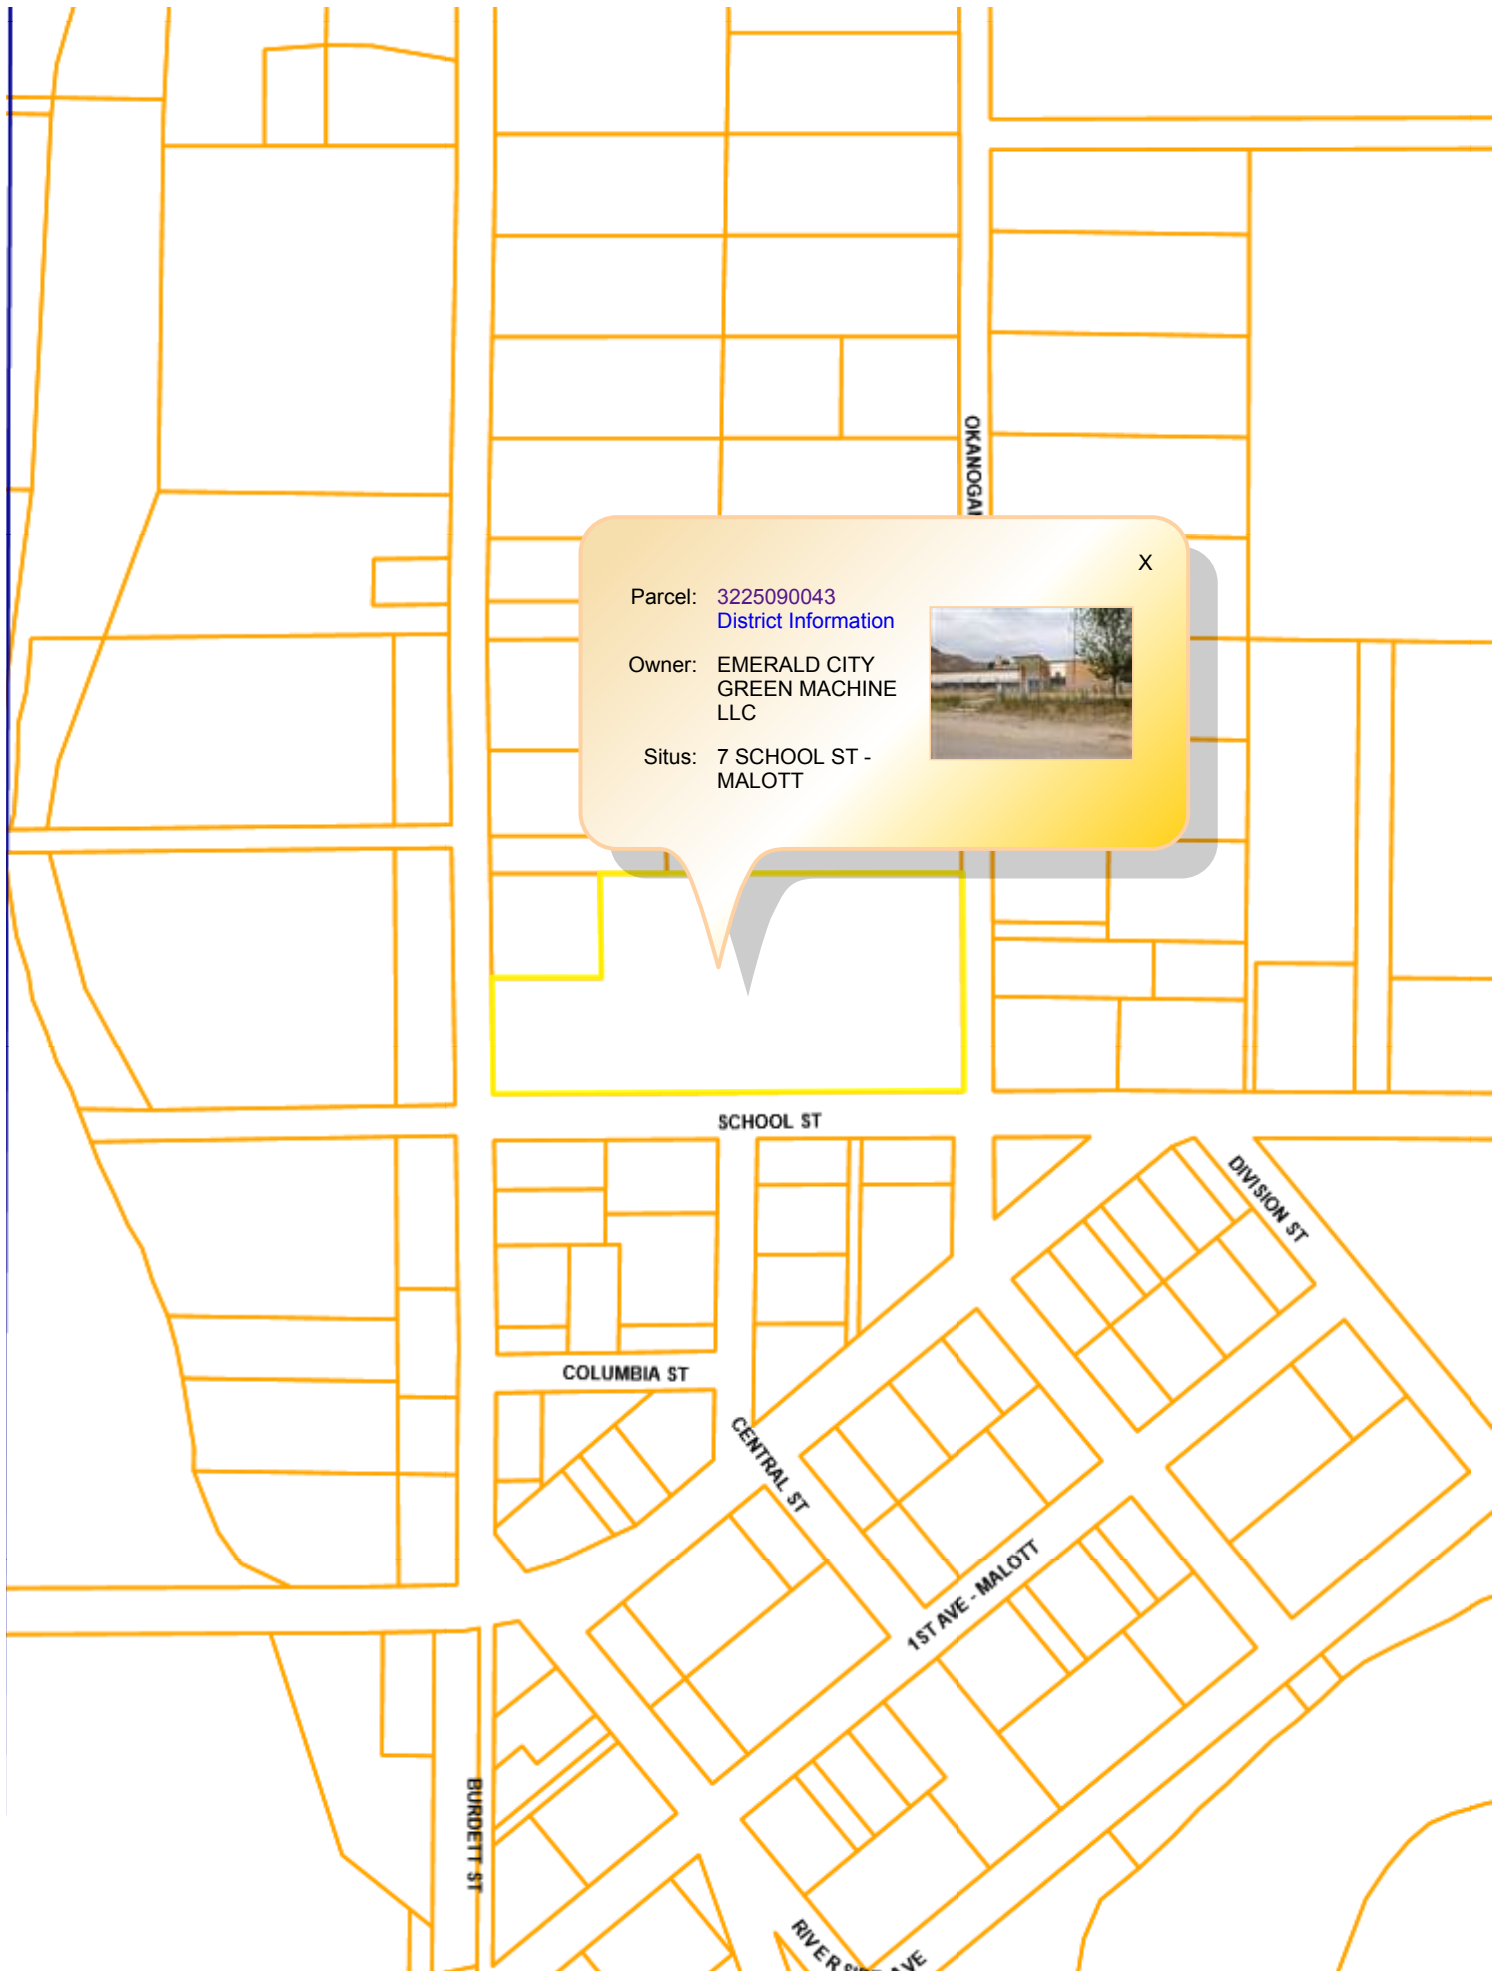 OKANOGAN
X
Parcel: 3225090043
District Information
Owner: EMERALD CITY
GREEN MACHINE
LLC
Situs: 7 SCHOOL ST -
MALOTT
SCHOOL ST
DIVISION ST
COLUMBIA ST
CENTRAL ST
1ST AVE - MALOTT
BURDETT ST
AVE